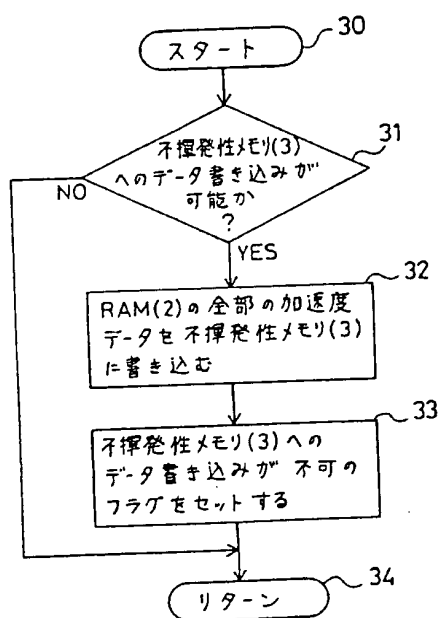 スタート
30
不揮発性メモリ(3)
へのデータ書き込みが
可能か
?
31
NO
YES
32
RAM(2)の全部の加速度
データを不揮発性メモリ(3)
に書き込む
33
不揮発性メモリ(3)への
データ書き込みが 不可の
フラグをセットする
リターン
34